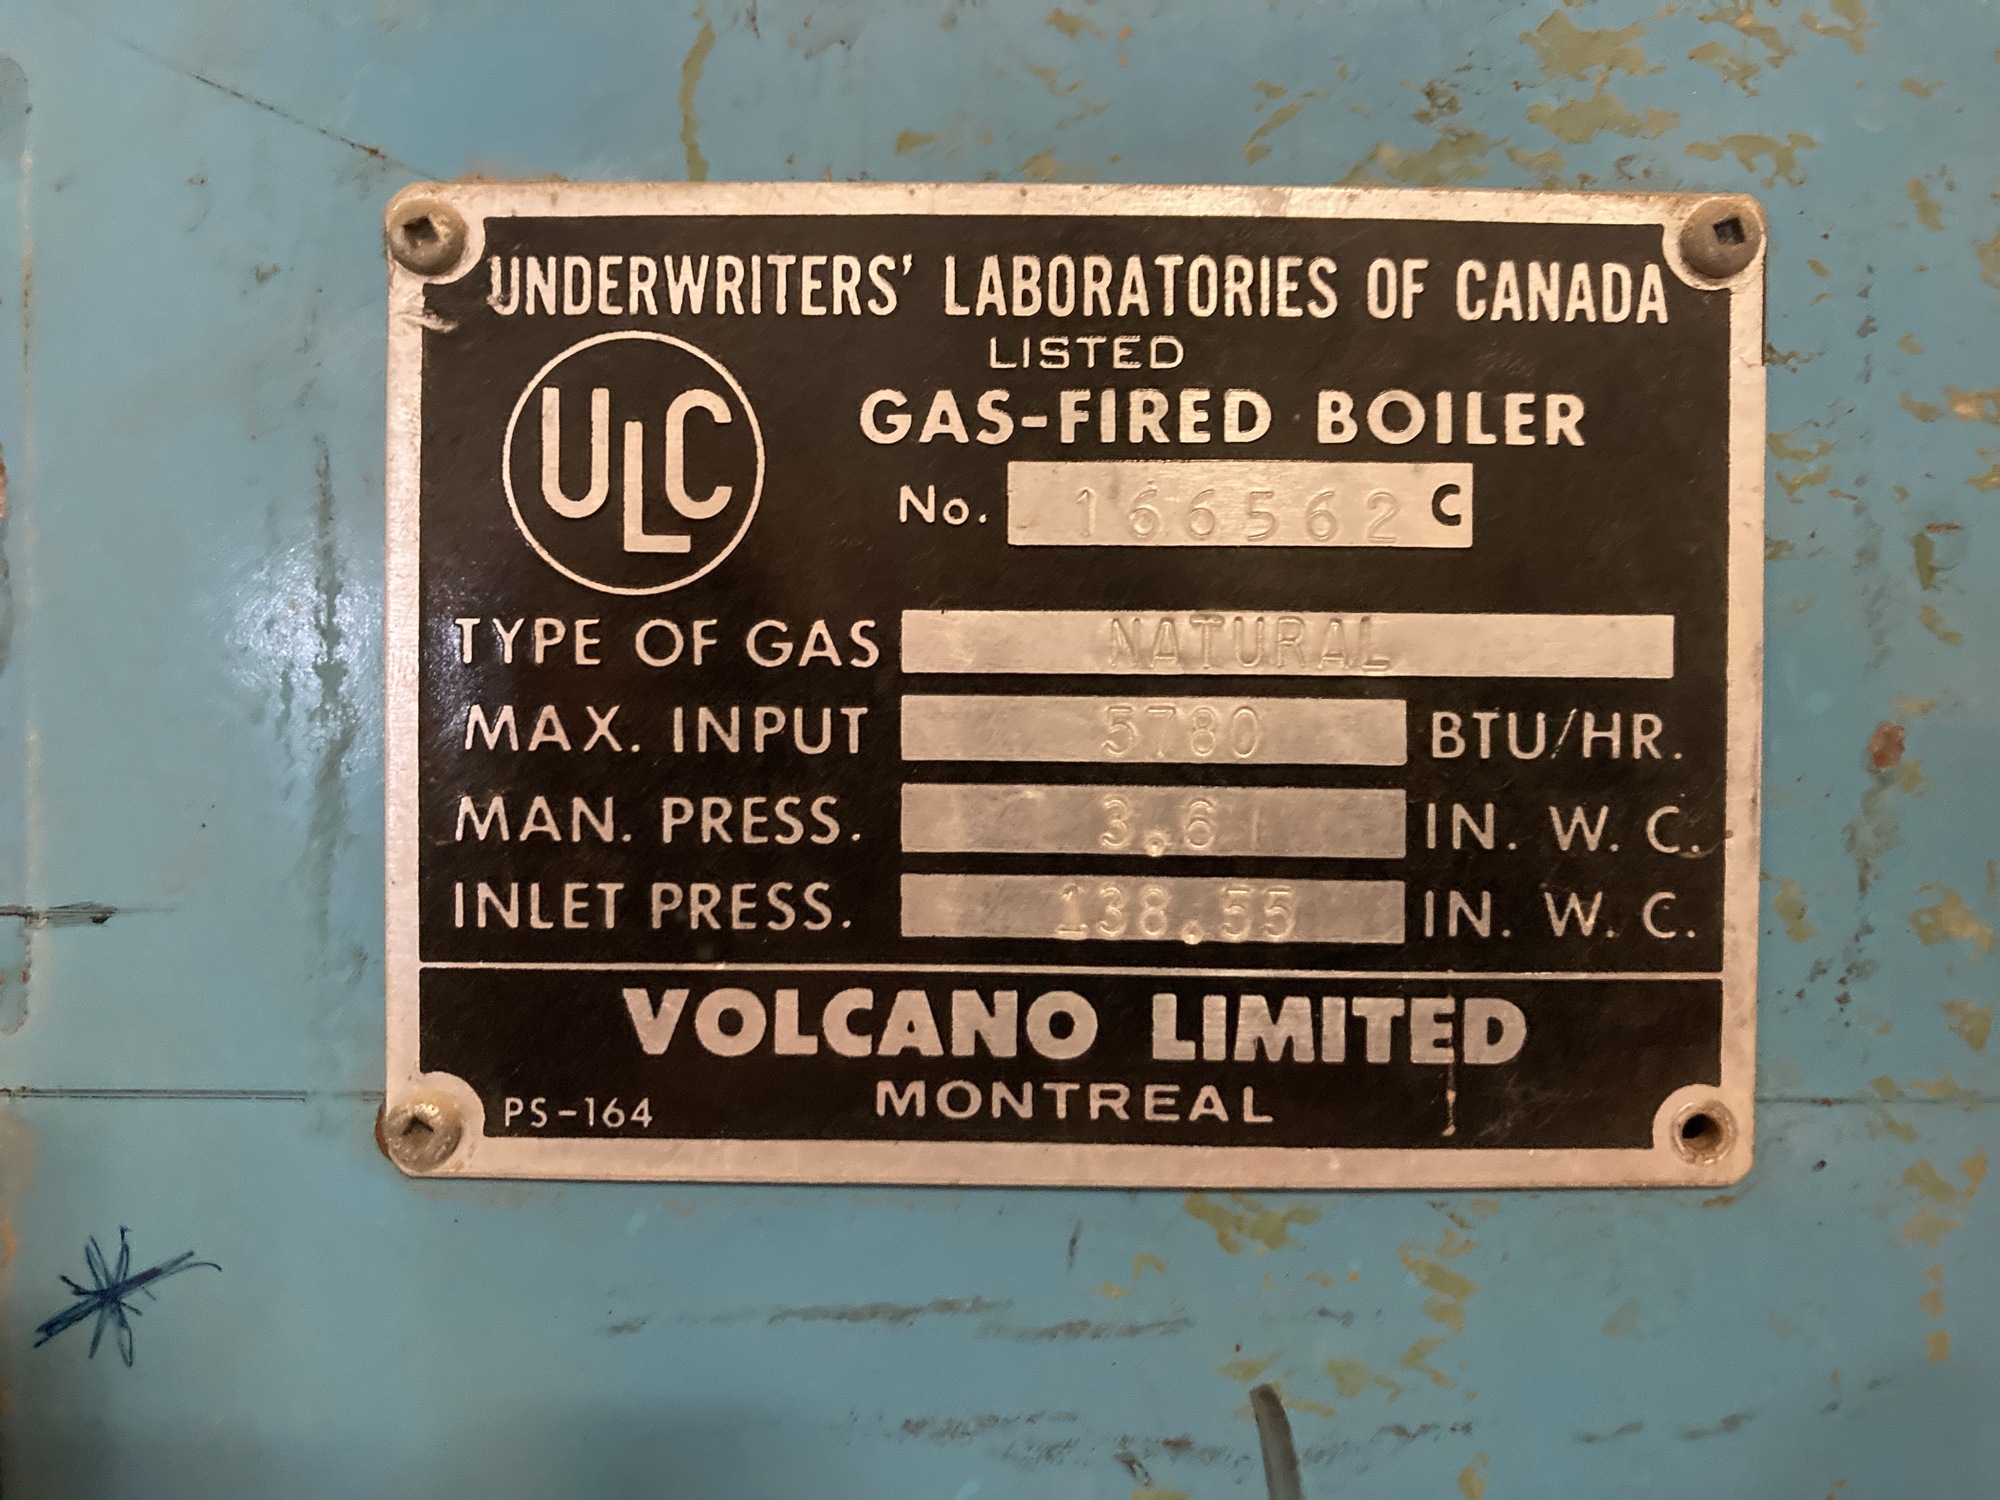 UNDERWRITERS' LABORATORIES OF CANADA
LISTED
ULC
GAS-FIRED BOILER
No. 166562 C
TYPE OF GAS NATURAL
MAX. INPUT 5780 BTU/HR.
MAN. PRESS. 3.6 IN. W. C.
INLET PRESS. 138.55 IN. W. C.
VOLCANO LIMITED
MONTREAL
PS-164